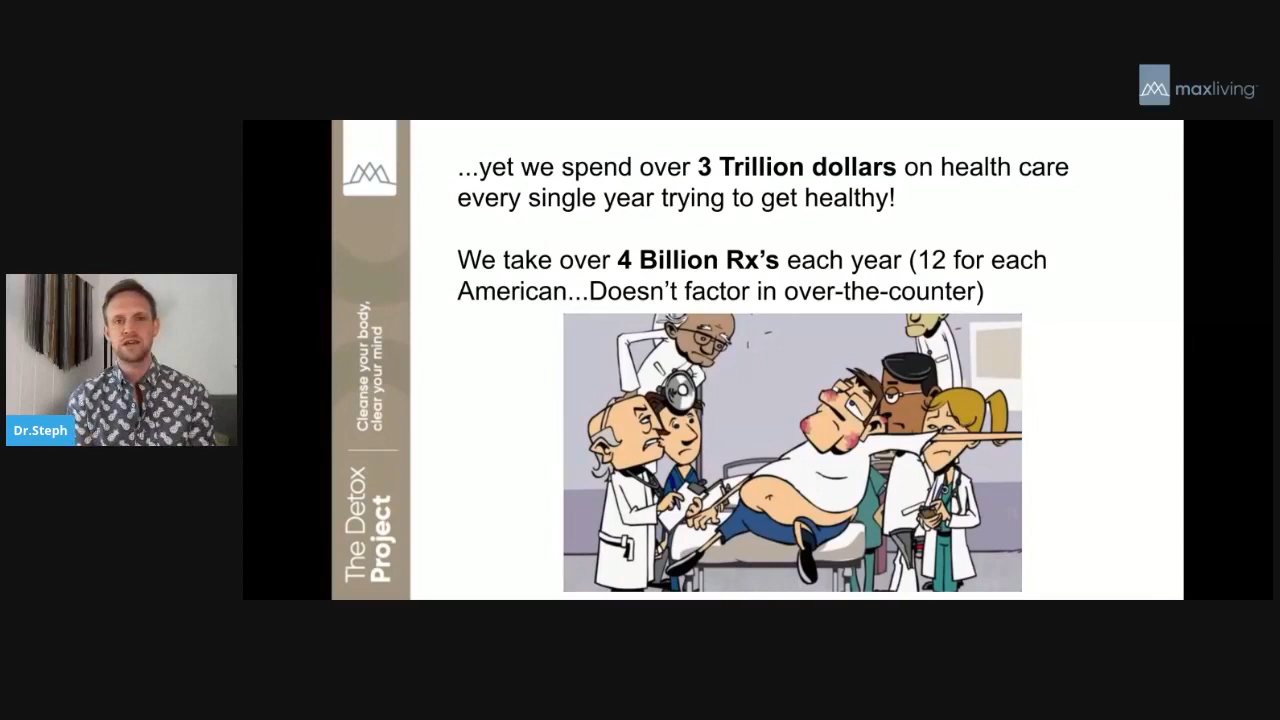 maxliving
...yet we spend over 3 Trillion dollars on health care
every single year trying to get healthy!
We take over 4 Billion Rx’s each year (12 for each
American...Doesn’t factor in over-the-counter)
Cleanse your body,
clear your mind
The Detox
Project
Dr.Steph